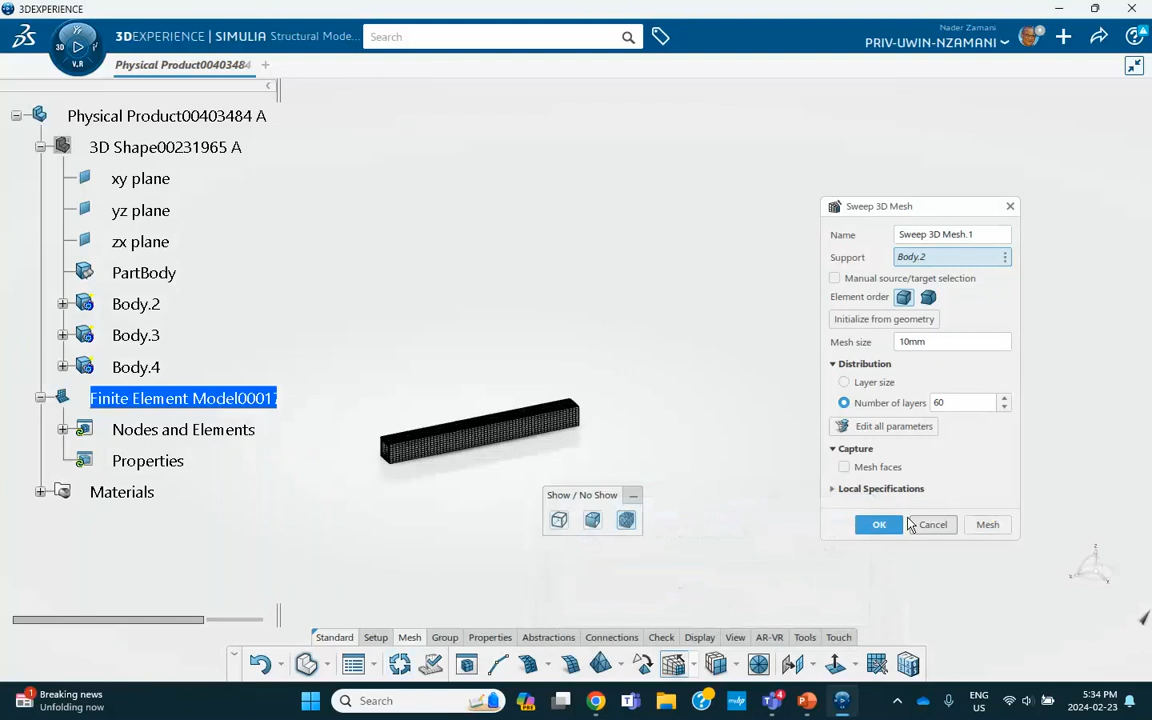 3DEXPERIENCE
3DEXPERIENCE | SIMULIA Structural Mode...
Search
Nader Zamani
PRIV-UWIN-NZAMANI
3D
V.R
Physical Product00403484
Physical Product00403484 A
3D Shape00231965 A
xy plane
yz plane
zx plane
PartBody
Body.2
Body.3
Body.4
Finite Element Model00017
Nodes and Elements
Properties
Materials
Sweep 3D Mesh
Name Sweep 3D Mesh.1
Support Body.2
Manual source/target selection
Element order
Initialize from geometry
Mesh size 10mm
Distribution
Layer size
Number of layers 60
Edit all parameters
Capture
Mesh faces
Local Specifications
OK Cancel Mesh
Show / No Show
Standard Setup Mesh Group Properties Abstractions Connections Check Display View AR-VR Tools Touch
Breaking news
Unfolding now
Search
4
ENG
US
5:34 PM
2024-02-23